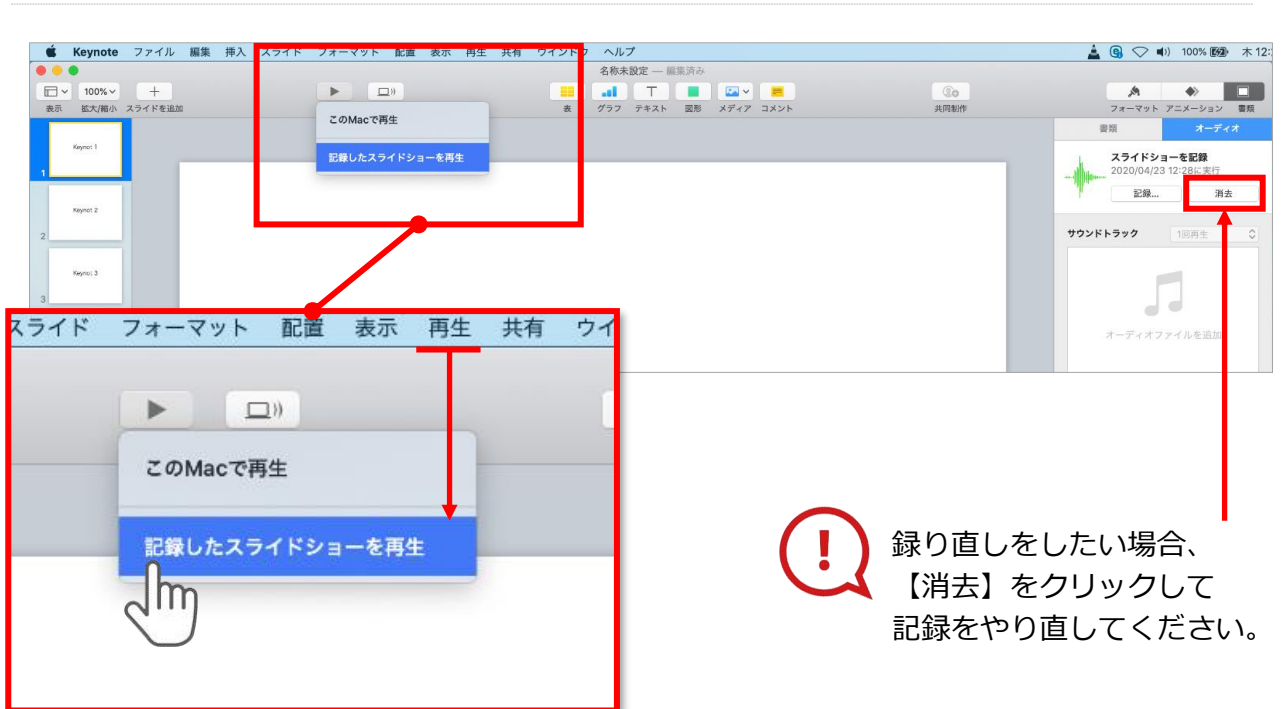 Keynote ファイル 編集 挿入 スライド フォーマット 配置 表示 再生 共有 ウインドウ ヘルプ 100% 木 12:
名称未設定 — 編集済み
100%
表示 拡大/縮小 スライドを追加 表 グラフ テキスト 図形 メディア コメント 共同制作 フォーマット アニメーション 書類
このMacで再生
記録したスライドショーを再生
書類 オーディオ
スライドショーを記録
2020/04/23 12:28に実行
記録... 消去
サウンドトラック 1回再生
オーディオファイルを追加
Keynot 1
1
Keynot 2
2
Keynot 3
3
スライド フォーマット 配置 表示 再生 共有 ウイ
このMacで再生
記録したスライドショーを再生
録り直しをしたい場合、
【消去】をクリックして
記録をやり直してください。